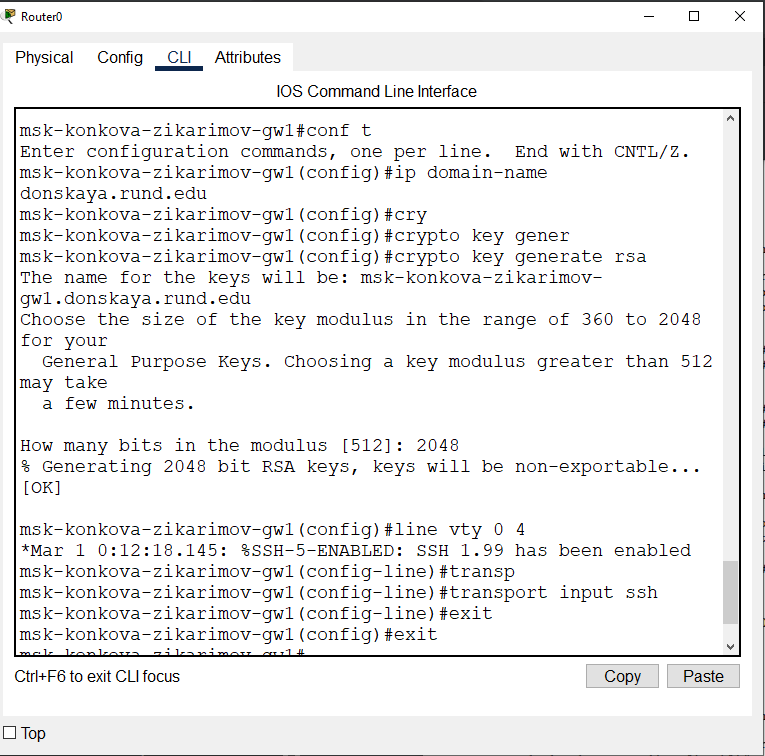 Router0
Physical Config CLI Attributes
IOS Command Line Interface
msk-konkova-zikarimov-gw1#conf t
Enter configuration commands, one per line.  End with CNTL/Z.
msk-konkova-zikarimov-gw1(config)#ip domain-name
donskaya.rund.edu
msk-konkova-zikarimov-gw1(config)#cry
msk-konkova-zikarimov-gw1(config)#crypto key gener
msk-konkova-zikarimov-gw1(config)#crypto key generate rsa
The name for the keys will be: msk-konkova-zikarimov-
gw1.donskaya.rund.edu
Choose the size of the key modulus in the range of 360 to 2048
for your
  General Purpose Keys. Choosing a key modulus greater than 512
may take
  a few minutes.

How many bits in the modulus [512]: 2048
% Generating 2048 bit RSA keys, keys will be non-exportable...
[OK]

msk-konkova-zikarimov-gw1(config)#line vty 0 4
*Mar 1 0:12:18.145: %SSH-5-ENABLED: SSH 1.99 has been enabled
msk-konkova-zikarimov-gw1(config-line)#transp
msk-konkova-zikarimov-gw1(config-line)#transport input ssh
msk-konkova-zikarimov-gw1(config-line)#exit
msk-konkova-zikarimov-gw1(config)#exit
msk-konkova-zikarimov-gw1#
Ctrl+F6 to exit CLI focus
Copy Paste
Top